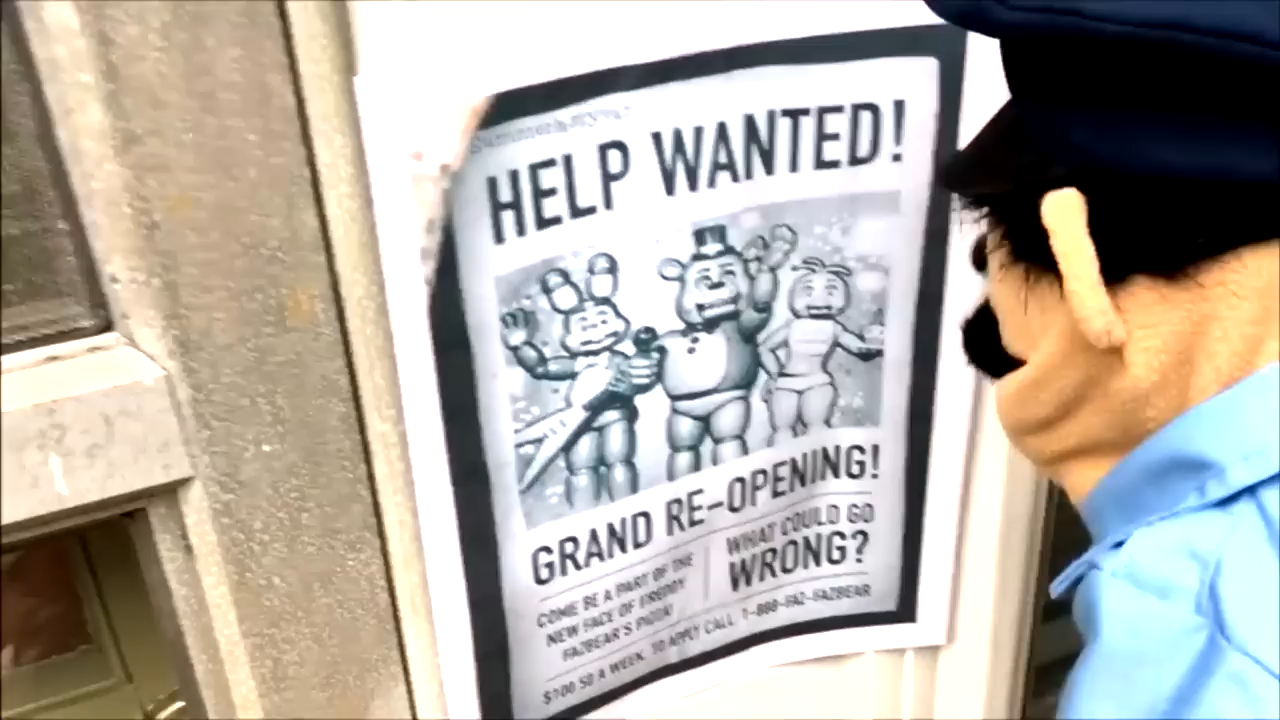 HELP WANTED!
GRAND RE-OPENING!
COME BE A PART OF THE
NEW FACE OF FREDDY
FAZBEAR'S PIZZA!
WHAT COULD GO
WRONG?
$100.50 A WEEK. TO APPLY CALL: 1-888-FAZ-FAZBEAR